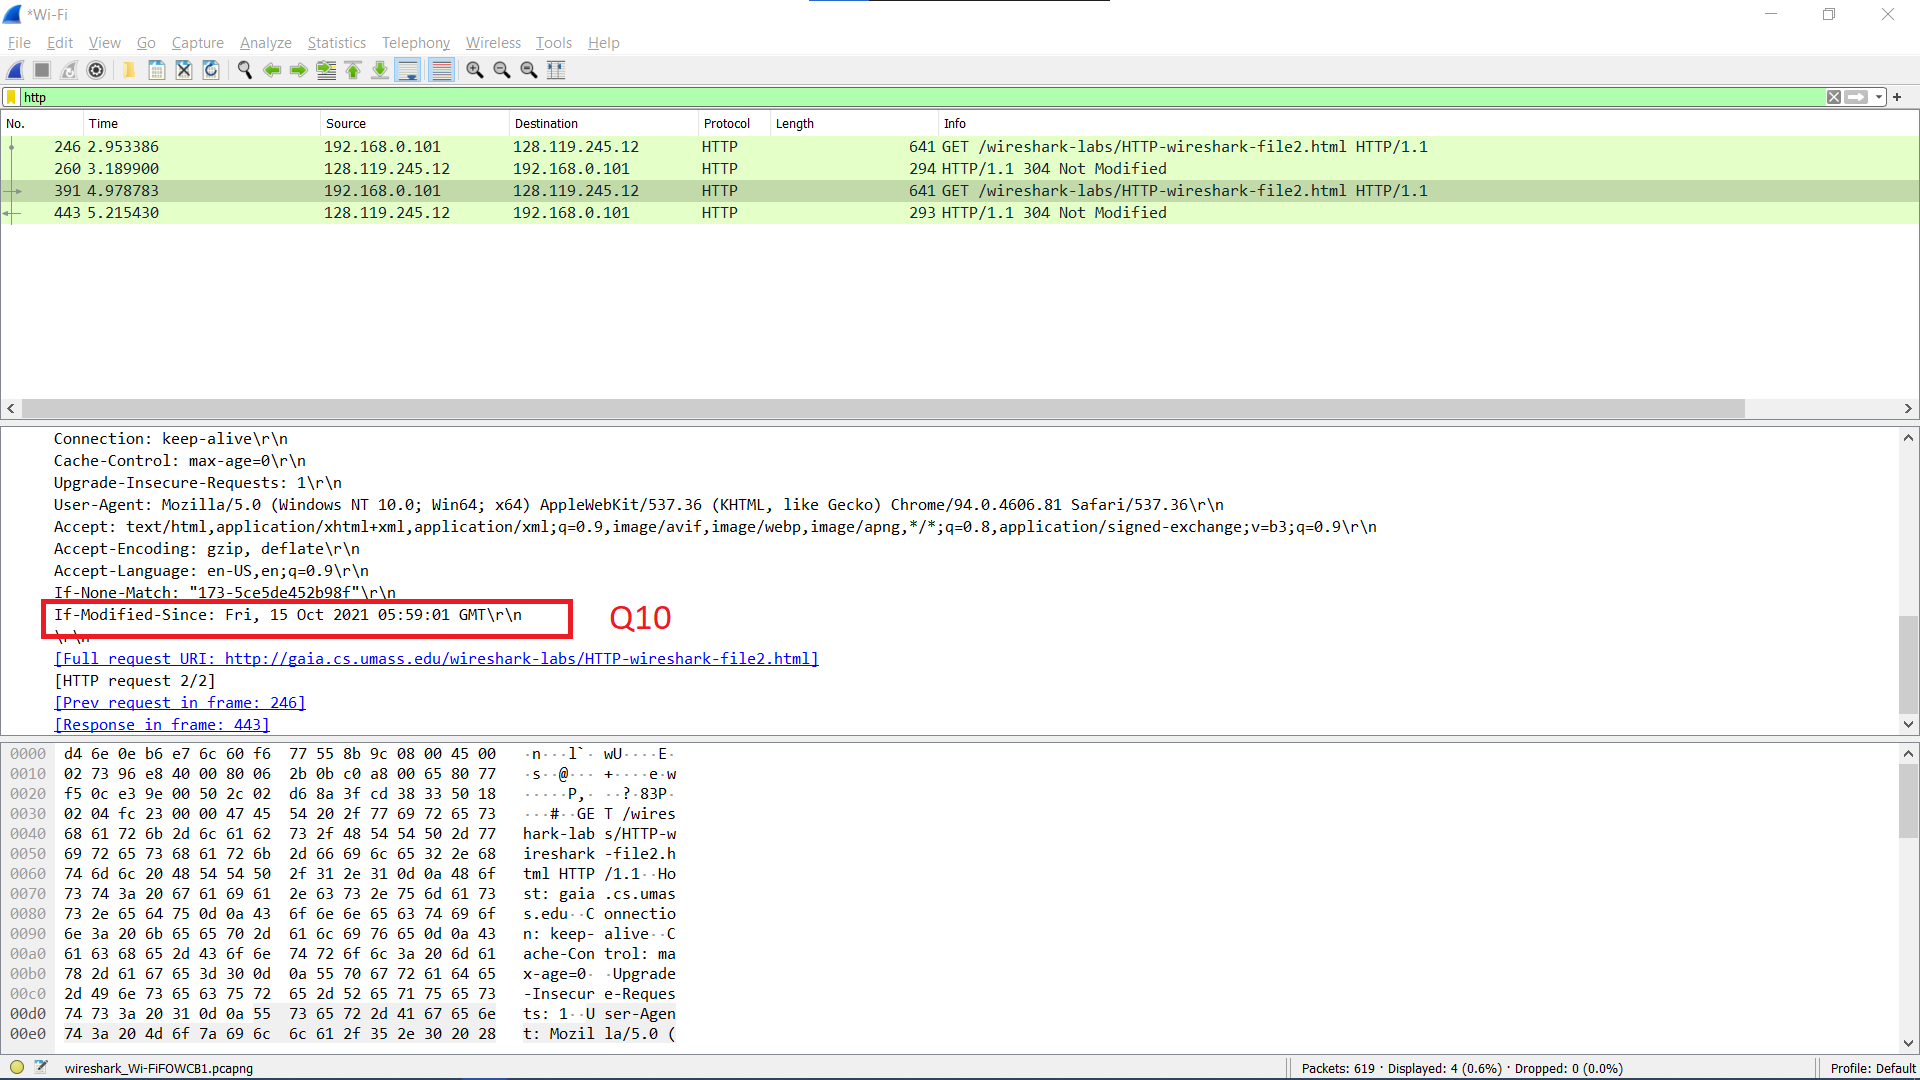 *Wi-Fi
File Edit View Go Capture Analyze Statistics Telephony Wireless Tools Help
http
No. Time Source Destination Protocol Length Info
246 2.953386 192.168.0.101 128.119.245.12 HTTP 641 GET /wireshark-labs/HTTP-wireshark-file2.html HTTP/1.1
260 3.189900 128.119.245.12 192.168.0.101 HTTP 294 HTTP/1.1 304 Not Modified
391 4.978783 192.168.0.101 128.119.245.12 HTTP 641 GET /wireshark-labs/HTTP-wireshark-file2.html HTTP/1.1
443 5.215430 128.119.245.12 192.168.0.101 HTTP 293 HTTP/1.1 304 Not Modified
Connection: keep-alive\r\n
Cache-Control: max-age=0\r\n
Upgrade-Insecure-Requests: 1\r\n
User-Agent: Mozilla/5.0 (Windows NT 10.0; Win64; x64) AppleWebKit/537.36 (KHTML, like Gecko) Chrome/94.0.4606.81 Safari/537.36\r\n
Accept: text/html,application/xhtml+xml,application/xml;q=0.9,image/avif,image/webp,image/apng,*/*;q=0.8,application/signed-exchange;v=b3;q=0.9\r\n
Accept-Encoding: gzip, deflate\r\n
Accept-Language: en-US,en;q=0.9\r\n
If-None-Match: "173-5ce5de452b98f"\r\n
If-Modified-Since: Fri, 15 Oct 2021 05:59:01 GMT\r\n
Q10
\r\n
[Full request URI: http://gaia.cs.umass.edu/wireshark-labs/HTTP-wireshark-file2.html]
[HTTP request 2/2]
[Prev request in frame: 246]
[Response in frame: 443]
0000 d4 6e 0e b6 e7 6c 60 f6 77 55 8b 9c 08 00 45 00 ·n···l`· wU····E·
0010 02 73 96 e8 40 00 80 06 2b 0b c0 a8 00 65 80 77 ·s··@··· +····e·w
0020 f5 0c e3 9e 00 50 2c 02 d6 8a 3f cd 38 33 50 18 ·····P,· ··?·83P·
0030 02 04 fc 23 00 00 47 45 54 20 2f 77 69 72 65 73 ···#··GE T /wires
0040 68 61 72 6b 2d 6c 61 62 73 2f 48 54 54 50 2d 77 hark-lab s/HTTP-w
0050 69 72 65 73 68 61 72 6b 2d 66 69 6c 65 32 2e 68 ireshark -file2.h
0060 74 6d 6c 20 48 54 54 50 2f 31 2e 31 0d 0a 48 6f tml HTTP /1.1··Ho
0070 73 74 3a 20 67 61 69 61 2e 63 73 2e 75 6d 61 73 st: gaia .cs.umas
0080 73 2e 65 64 75 0d 0a 43 6f 6e 6e 65 63 74 69 6f s.edu··C onnectio
0090 6e 3a 20 6b 65 65 70 2d 61 6c 69 76 65 0d 0a 43 n: keep- alive··C
00a0 61 63 68 65 2d 43 6f 6e 74 72 6f 6c 3a 20 6d 61 ache-Con trol: ma
00b0 78 2d 61 67 65 3d 30 0d 0a 55 70 67 72 61 64 65 x-age=0· ·Upgrade
00c0 2d 49 6e 73 65 63 75 72 65 2d 52 65 71 75 65 73 -Insecur e-Reques
00d0 74 73 3a 20 31 0d 0a 55 73 65 72 2d 41 67 65 6e ts: 1··U ser-Agen
00e0 74 3a 20 4d 6f 7a 69 6c 6c 61 2f 35 2e 30 20 28 t: Mozil la/5.0 (
wireshark_Wi-FiFOWCB1.pcapng Packets: 619 · Displayed: 4 (0.6%) · Dropped: 0 (0.0%) Profile: Default